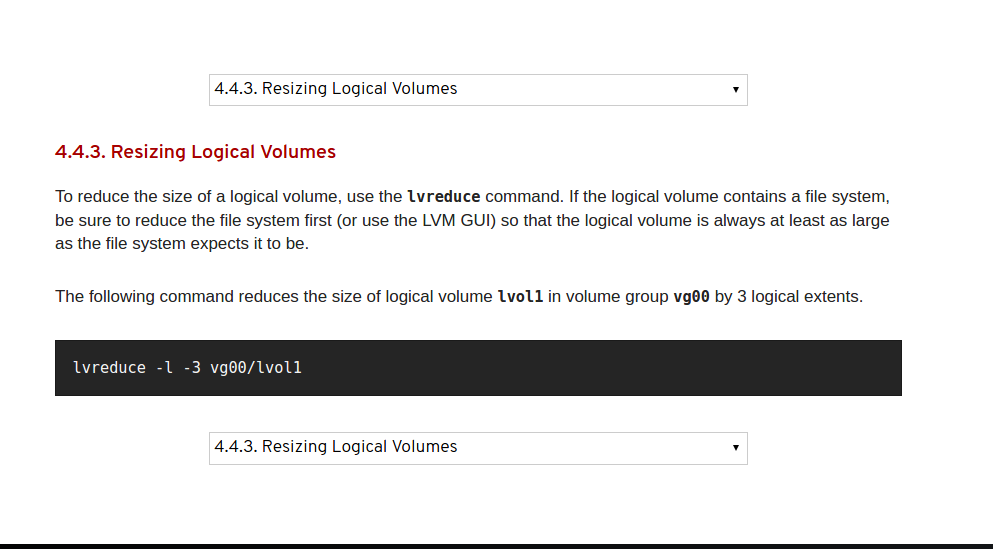 4.4.3. Resizing Logical Volumes
4.4.3. Resizing Logical Volumes
To reduce the size of a logical volume, use the lvreduce command. If the logical volume contains a file system,
be sure to reduce the file system first (or use the LVM GUI) so that the logical volume is always at least as large
as the file system expects it to be.
The following command reduces the size of logical volume lvol1 in volume group vg00 by 3 logical extents.
lvreduce -l -3 vg00/lvol1
4.4.3. Resizing Logical Volumes